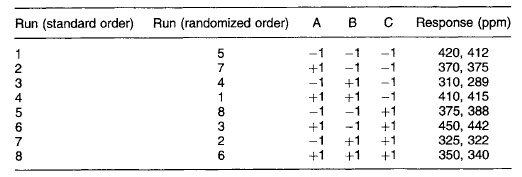 Run (standard order) Run (randomized order) A B C Response (ppm)
1 5 −1 −1 −1 420, 412
2 7 +1 −1 −1 370, 375
3 4 −1 +1 −1 310, 289
4 1 +1 +1 −1 410, 415
5 8 −1 −1 +1 375, 388
6 3 +1 −1 +1 450, 442
7 2 −1 +1 +1 325, 322
8 6 +1 +1 +1 350, 340